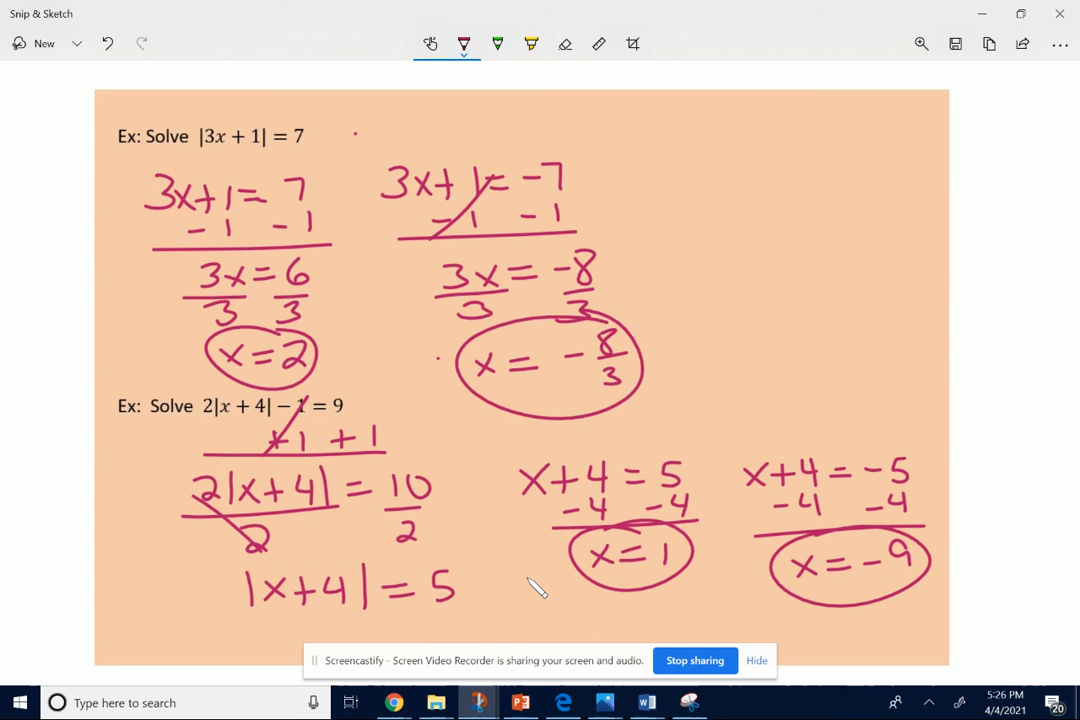 Snip & Sketch
New
Ex: Solve |3x + 1| = 7
3x+1= 7
- 1 - 1
3x = 6
3 3
x = 2
3x+ 1= -7
- 1 - 1
3x = -8
3 3
x = - 8
3
Ex: Solve 2|x + 4| − 1 = 9
+1 + 1
2|x+4| = 10
2 2
|x+4| = 5
x+4 = 5
-4 -4
x = 1
x+4 = -5
-4 -4
x = -9
Screencastify - Screen Video Recorder is sharing your screen and audio.
Stop sharing
Hide
Type here to search
5:26 PM
4/4/2021
20